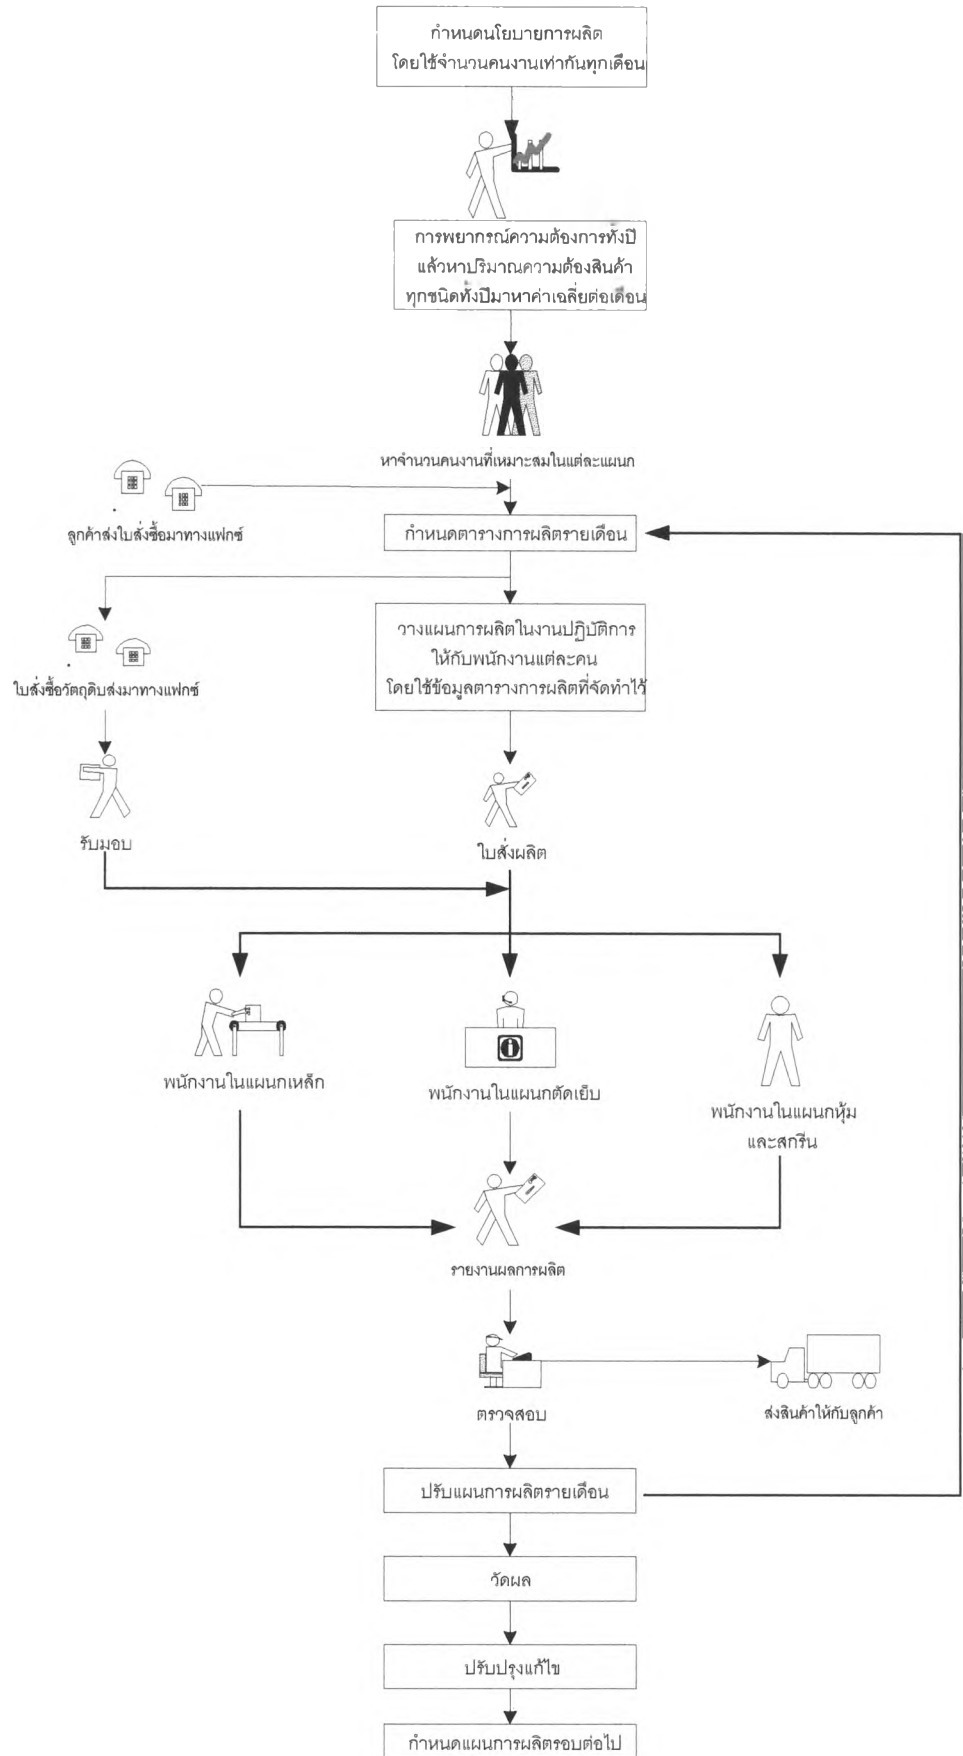 กำหนดนโยบายการผลิต
โดยใช้จำนวนคนงานเท่ากันทุกเดือน
การพยากรณ์ความต้องการทั้งปี
แล้วหาปริมาณความต้องสินค้า
ทุกชนิดทั้งปีมาหาค่าเฉลี่ยต่อเดือน
หาจำนวนคนงานที่เหมาะสมในแต่ละแผนก
ลูกค้าส่งใบสั่งซื้อมาทางแฟกซ์
กำหนดตารางการผลิตรายเดือน
วางแผนการผลิตในงานปฏิบัติการ
ให้กับพนักงานแต่ละคน
โดยใช้ข้อมูลตารางการผลิตที่จัดทำไว้
ใบสั่งซื้อวัตถุดิบส่งมาทางแฟกซ์
รับมอบ
ใบสั่งผลิต
พนักงานในแผนกเหล็ก
พนักงานในแผนกตัดเย็บ
พนักงานในแผนกหุ้ม
และสกรีน
รายงานผลการผลิต
ตรวจสอบ
ส่งสินค้าให้กับลูกค้า
ปรับแผนการผลิตรายเดือน
วัดผล
ปรับปรุงแก้ไข
กำหนดแผนการผลิตรอบต่อไป